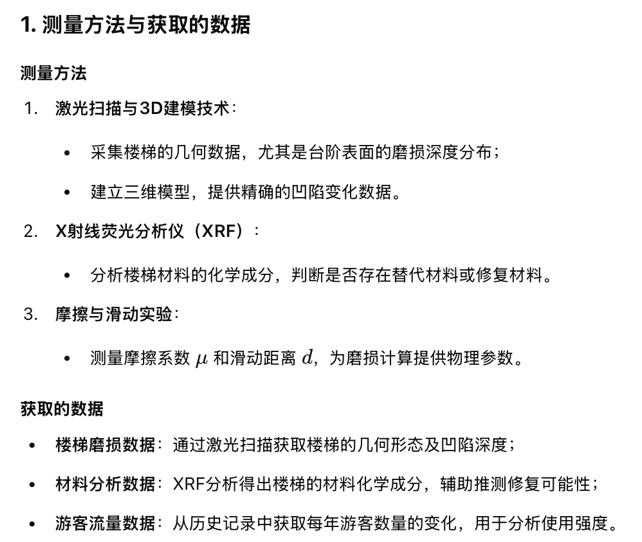 1. 测量方法与获取的数据
测量方法
1. 激光扫描与3D建模技术：
• 采集楼梯的几何数据，尤其是台阶表面的磨损深度分布；
• 建立三维模型，提供精确的凹陷变化数据。
2. X射线荧光分析仪（XRF）：
• 分析楼梯材料的化学成分，判断是否存在替代材料或修复材料。
3. 摩擦与滑动实验：
• 测量摩擦系数 μ 和滑动距离 d，为磨损计算提供物理参数。
获取的数据
• 楼梯磨损数据：通过激光扫描获取楼梯的几何形态及凹陷深度；
• 材料分析数据：XRF分析得出楼梯的材料化学成分，辅助推测修复可能性；
• 游客流量数据：从历史记录中获取每年游客数量的变化，用于分析使用强度。